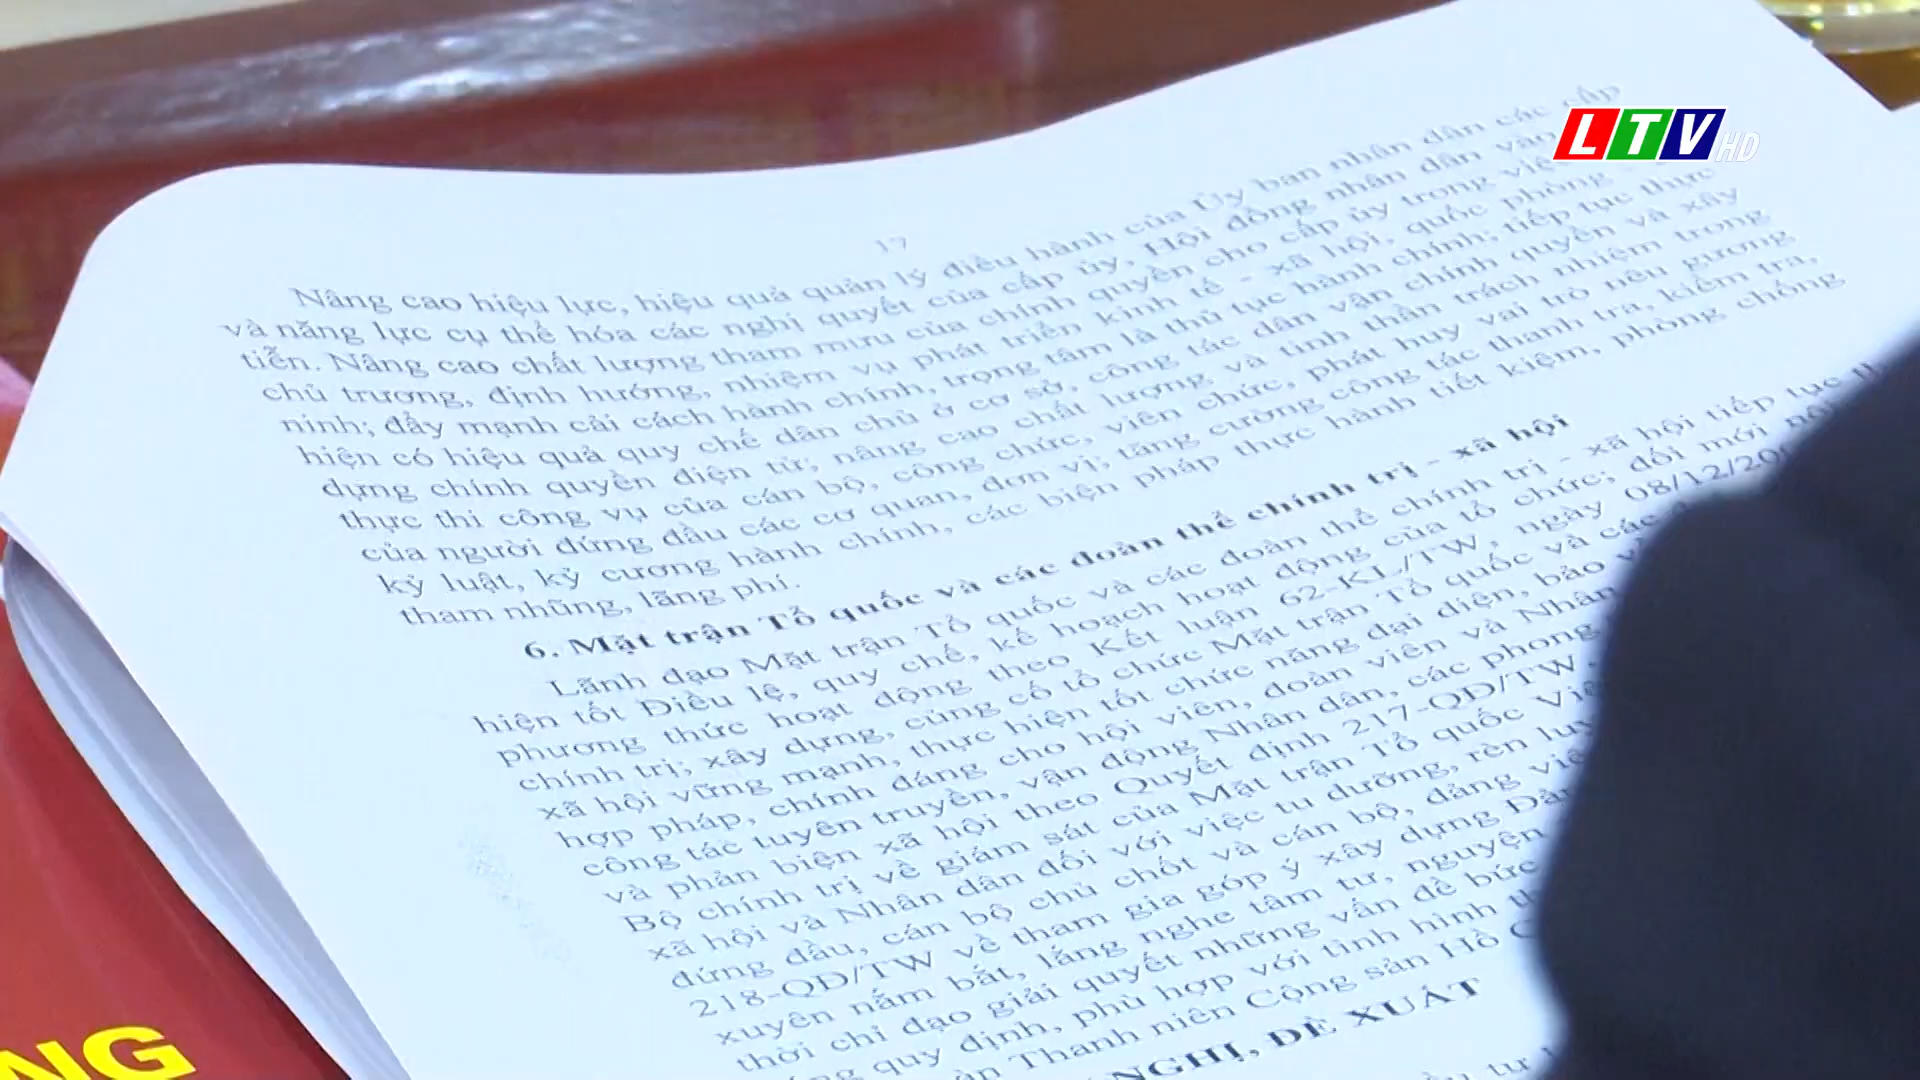 LTV HD
17
Nâng cao hiệu lực, hiệu quả quản lý điều hành của Ủy ban nhân dân các cấp
và năng lực cụ thể hóa các nghị quyết của cấp ủy, Hội đồng nhân dân vào
tiễn. Nâng cao chất lượng tham mưu của chính quyền cho cấp ủy trong việc
chủ trương, định hướng, nhiệm vụ phát triển kinh tế - xã hội, quốc phòng
ninh; đẩy mạnh cải cách hành chính, trọng tâm là thủ tục hành chính; tiếp tục thực
hiện có hiệu quả quy chế dân chủ ở cơ sở, công tác dân vận chính quyền và xây
dựng chính quyền điện tử; nâng cao chất lượng và tinh thần trách nhiệm trong
thực thi công vụ của cán bộ, công chức, viên chức, phát huy vai trò nêu gương
của người đứng đầu các cơ quan, đơn vị; tăng cường công tác thanh tra, kiểm tra,
kỷ luật, kỷ cương hành chính, các biện pháp thực hành tiết kiệm, phòng chống
tham nhũng, lãng phí.
6. Mặt trận Tổ quốc và các đoàn thể chính trị - xã hội
Lãnh đạo Mặt trận Tổ quốc và các đoàn thể chính trị - xã hội tiếp tục
hiện tốt Điều lệ, quy chế, kế hoạch hoạt động của tổ chức; đổi mới
phương thức hoạt động theo Kết luận 62-KL/TW, ngày 08/12/20
chính trị; xây dựng, củng cố tổ chức Mặt trận Tổ quốc và các
xã hội vững mạnh, thực hiện tốt chức năng đại diện, bảo
hợp pháp, chính đáng cho hội viên, đoàn viên và Nhân
công tác tuyên truyền, vận động Nhân dân, các phong
và phản biện xã hội theo Quyết định 217-QĐ/TW,
Bộ chính trị về giám sát của Mặt trận Tổ quốc Việ
xã hội và Nhân dân đối với việc tu dưỡng, rèn luy
đứng đầu, cán bộ chủ chốt và cán bộ, đảng viê
218-QĐ/TW về tham gia góp ý xây dựng Đản
xuyên nắm bắt, lắng nghe tâm tư, nguyện
thời chỉ đạo giải quyết những vấn đề bức
quy định, phù hợp với tình hình th
Thanh niên Cộng sản Hồ C
NGHỊ, ĐỀ XUẤT
NG